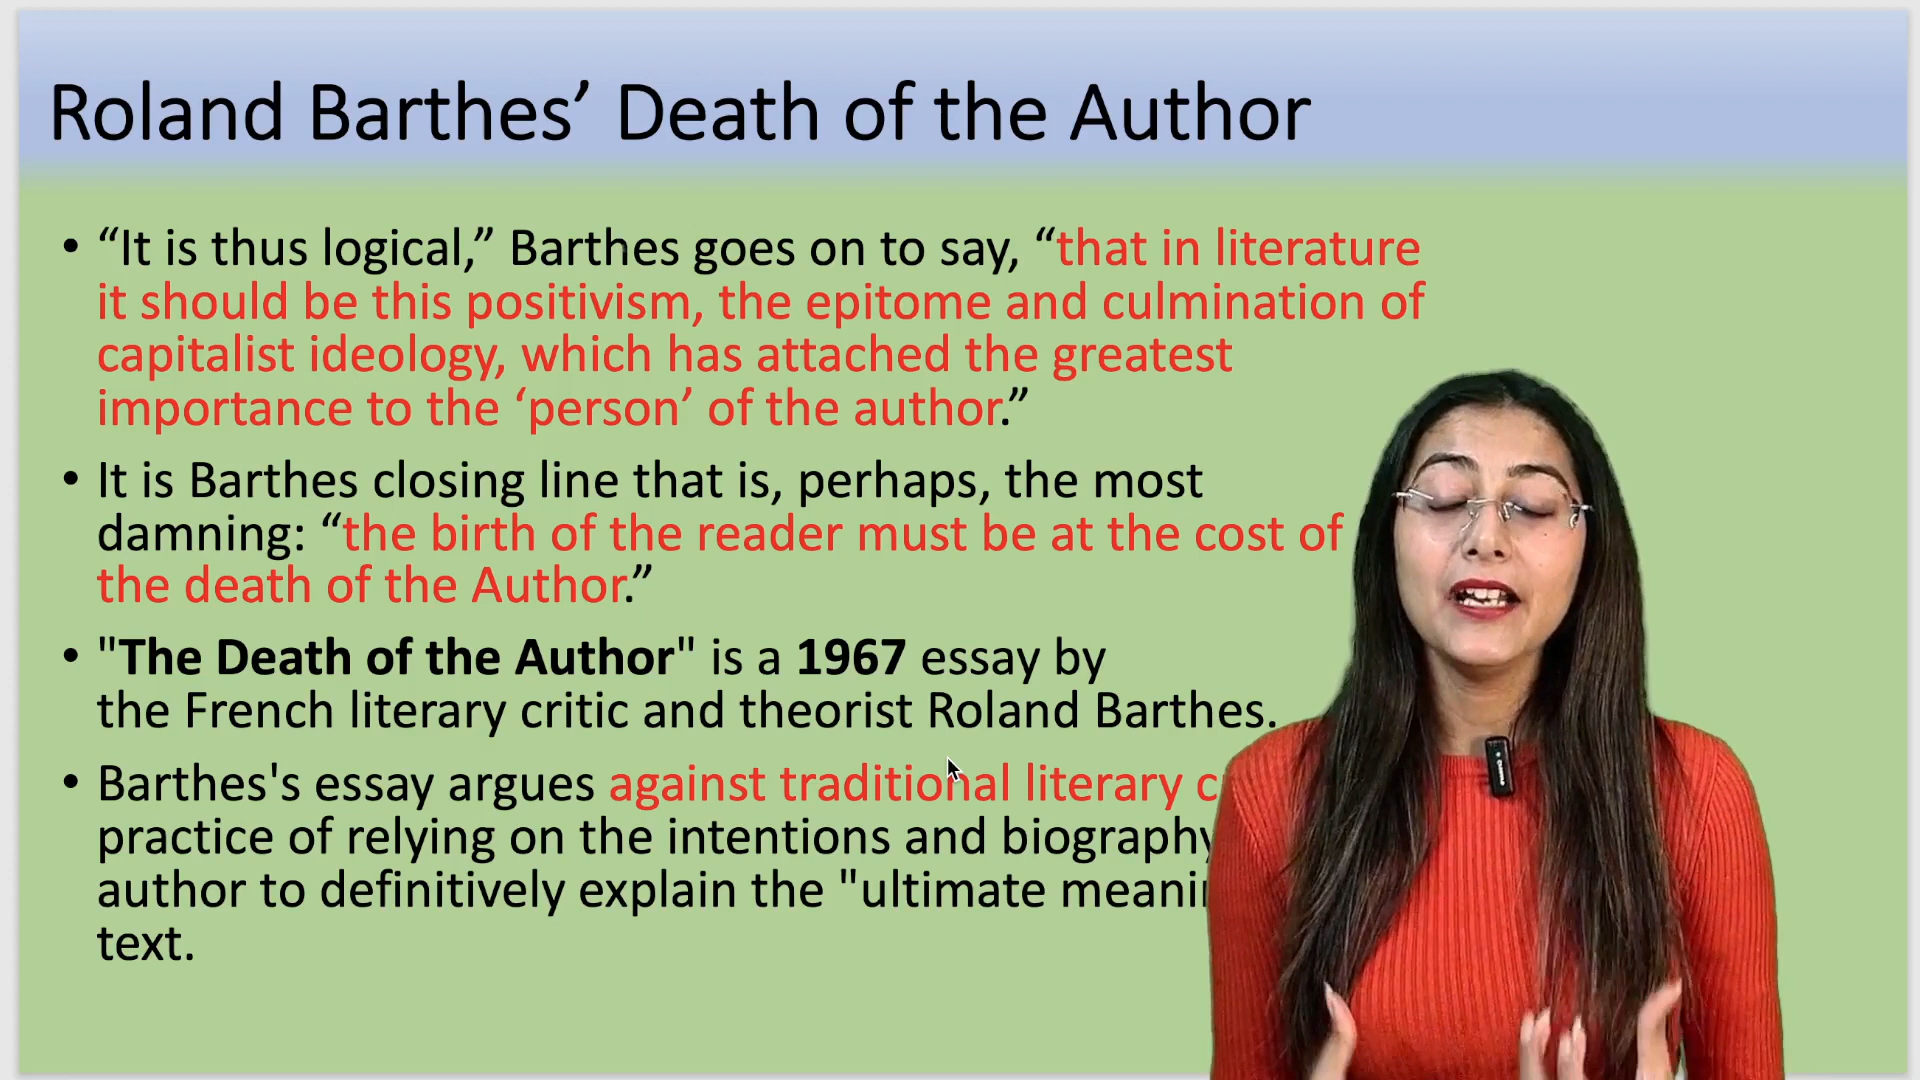 Roland Barthes’ Death of the Author
• “It is thus logical,” Barthes goes on to say, “that in literature
it should be this positivism, the epitome and culmination of
capitalist ideology, which has attached the greatest
importance to the ‘person’ of the author.”
• It is Barthes closing line that is, perhaps, the most
damning: “the birth of the reader must be at the cost of
the death of the Author.”
• "The Death of the Author" is a 1967 essay by
the French literary critic and theorist Roland Barthes.
• Barthes's essay argues against traditional literary
practice of relying on the intentions and biography
author to definitively explain the "ultimate
text.